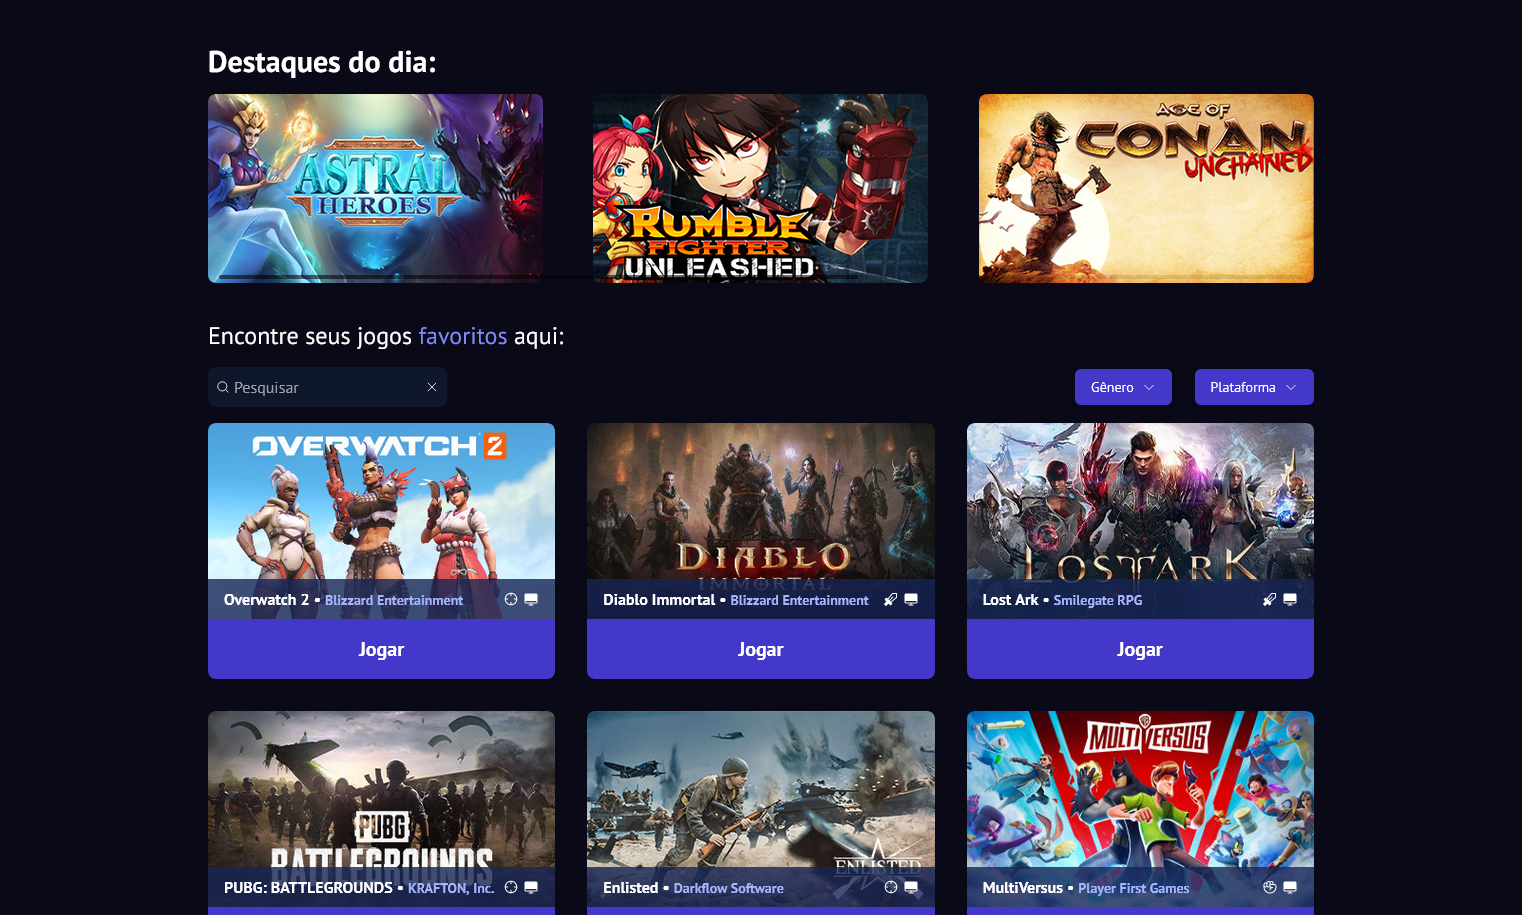 Destaques do dia:
ASTRAL
HEROES
RUMBLE
FIGHTER
UNLEASHED
AGE OF
CONAN
UNCHAINED
Encontre seus jogos favoritos aqui:
Pesquisar
Gênero
Plataforma
OVERWATCH 2
Overwatch 2 • Blizzard Entertainment
Jogar
DIABLO
IMMORTAL
Diablo Immortal • Blizzard Entertainment
Jogar
LOST ARK
Lost Ark • Smilegate RPG
Jogar
PUBG
BATTLEGROUNDS
PUBG: BATTLEGROUNDS • KRAFTON, Inc.
ENLISTED
Enlisted • Darkflow Software
MULTIVERSUS
MultiVersus • Player First Games